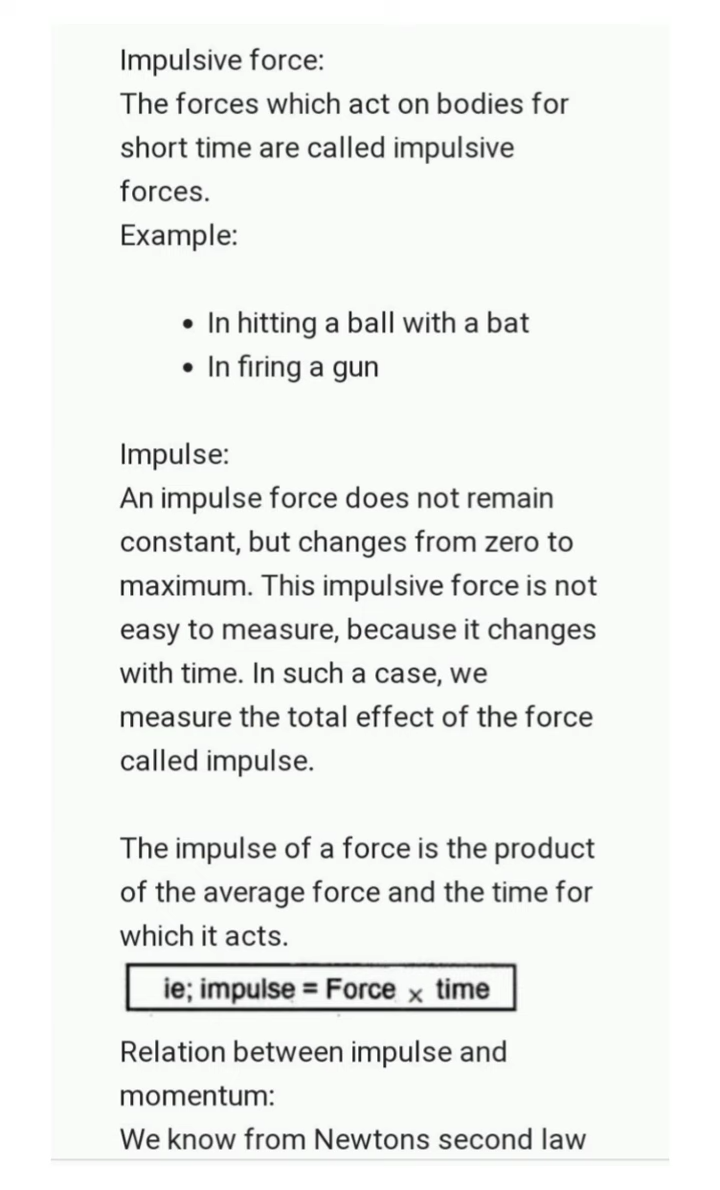 Impulsive force:
The forces which act on bodies for
short time are called impulsive
forces.
Example:
• In hitting a ball with a bat
• In firing a gun
Impulse:
An impulse force does not remain
constant, but changes from zero to
maximum. This impulsive force is not
easy to measure, because it changes
with time. In such a case, we
measure the total effect of the force
called impulse.
The impulse of a force is the product
of the average force and the time for
which it acts.
ie; impulse = Force × time
Relation between impulse and
momentum:
We know from Newtons second law